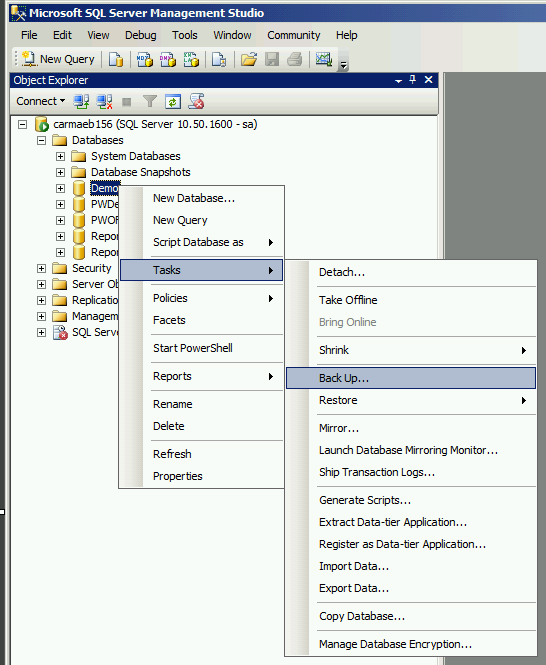 Microsoft SQL Server Management Studio
File Edit View Debug Tools Window Community Help
New Query
Object Explorer
Connect
carmaeb156 (SQL Server 10.50.1600 - sa)
Databases
System Databases
Database Snapshots
Demo
PWDe
PWOF
Repor
Repor
Security
Server Ob
Replicatio
Managem
SQL Serve
New Database...
New Query
Script Database as
Tasks
Policies
Facets
Start PowerShell
Reports
Rename
Delete
Refresh
Properties
Detach...
Take Offline
Bring Online
Shrink
Back Up...
Restore
Mirror...
Launch Database Mirroring Monitor...
Ship Transaction Logs...
Generate Scripts...
Extract Data-tier Application...
Register as Data-tier Application...
Import Data...
Export Data...
Copy Database...
Manage Database Encryption...